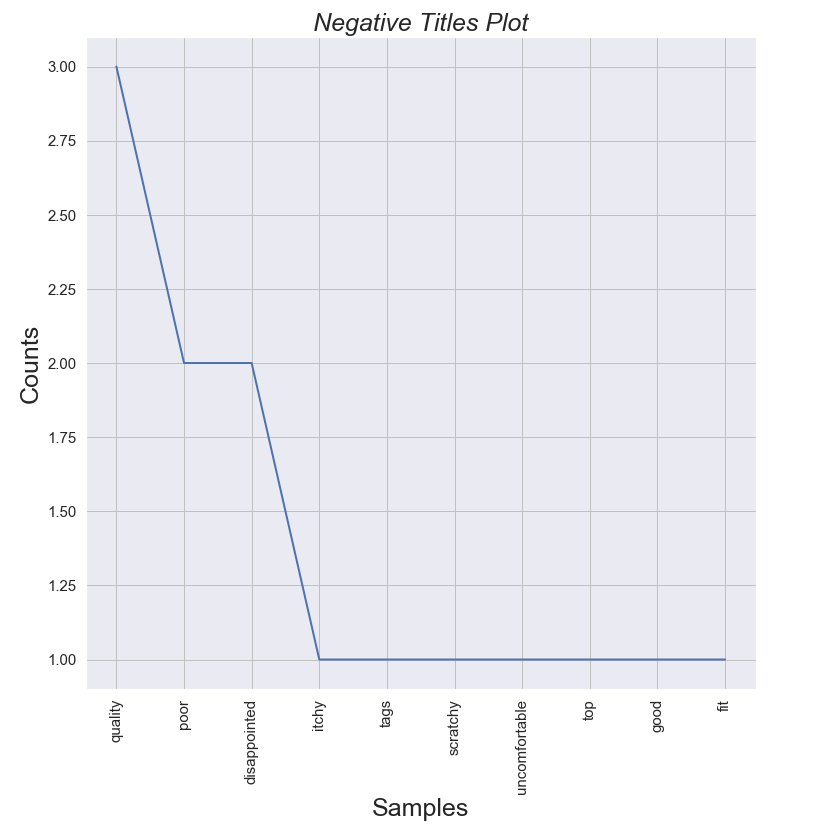 Negative Titles Plot
3.00
2.75
2.50
2.25
2.00
1.75
1.50
1.25
1.00
Counts
quality
poor
disappointed
itchy
tags
scratchy
uncomfortable
top
good
fit
Samples